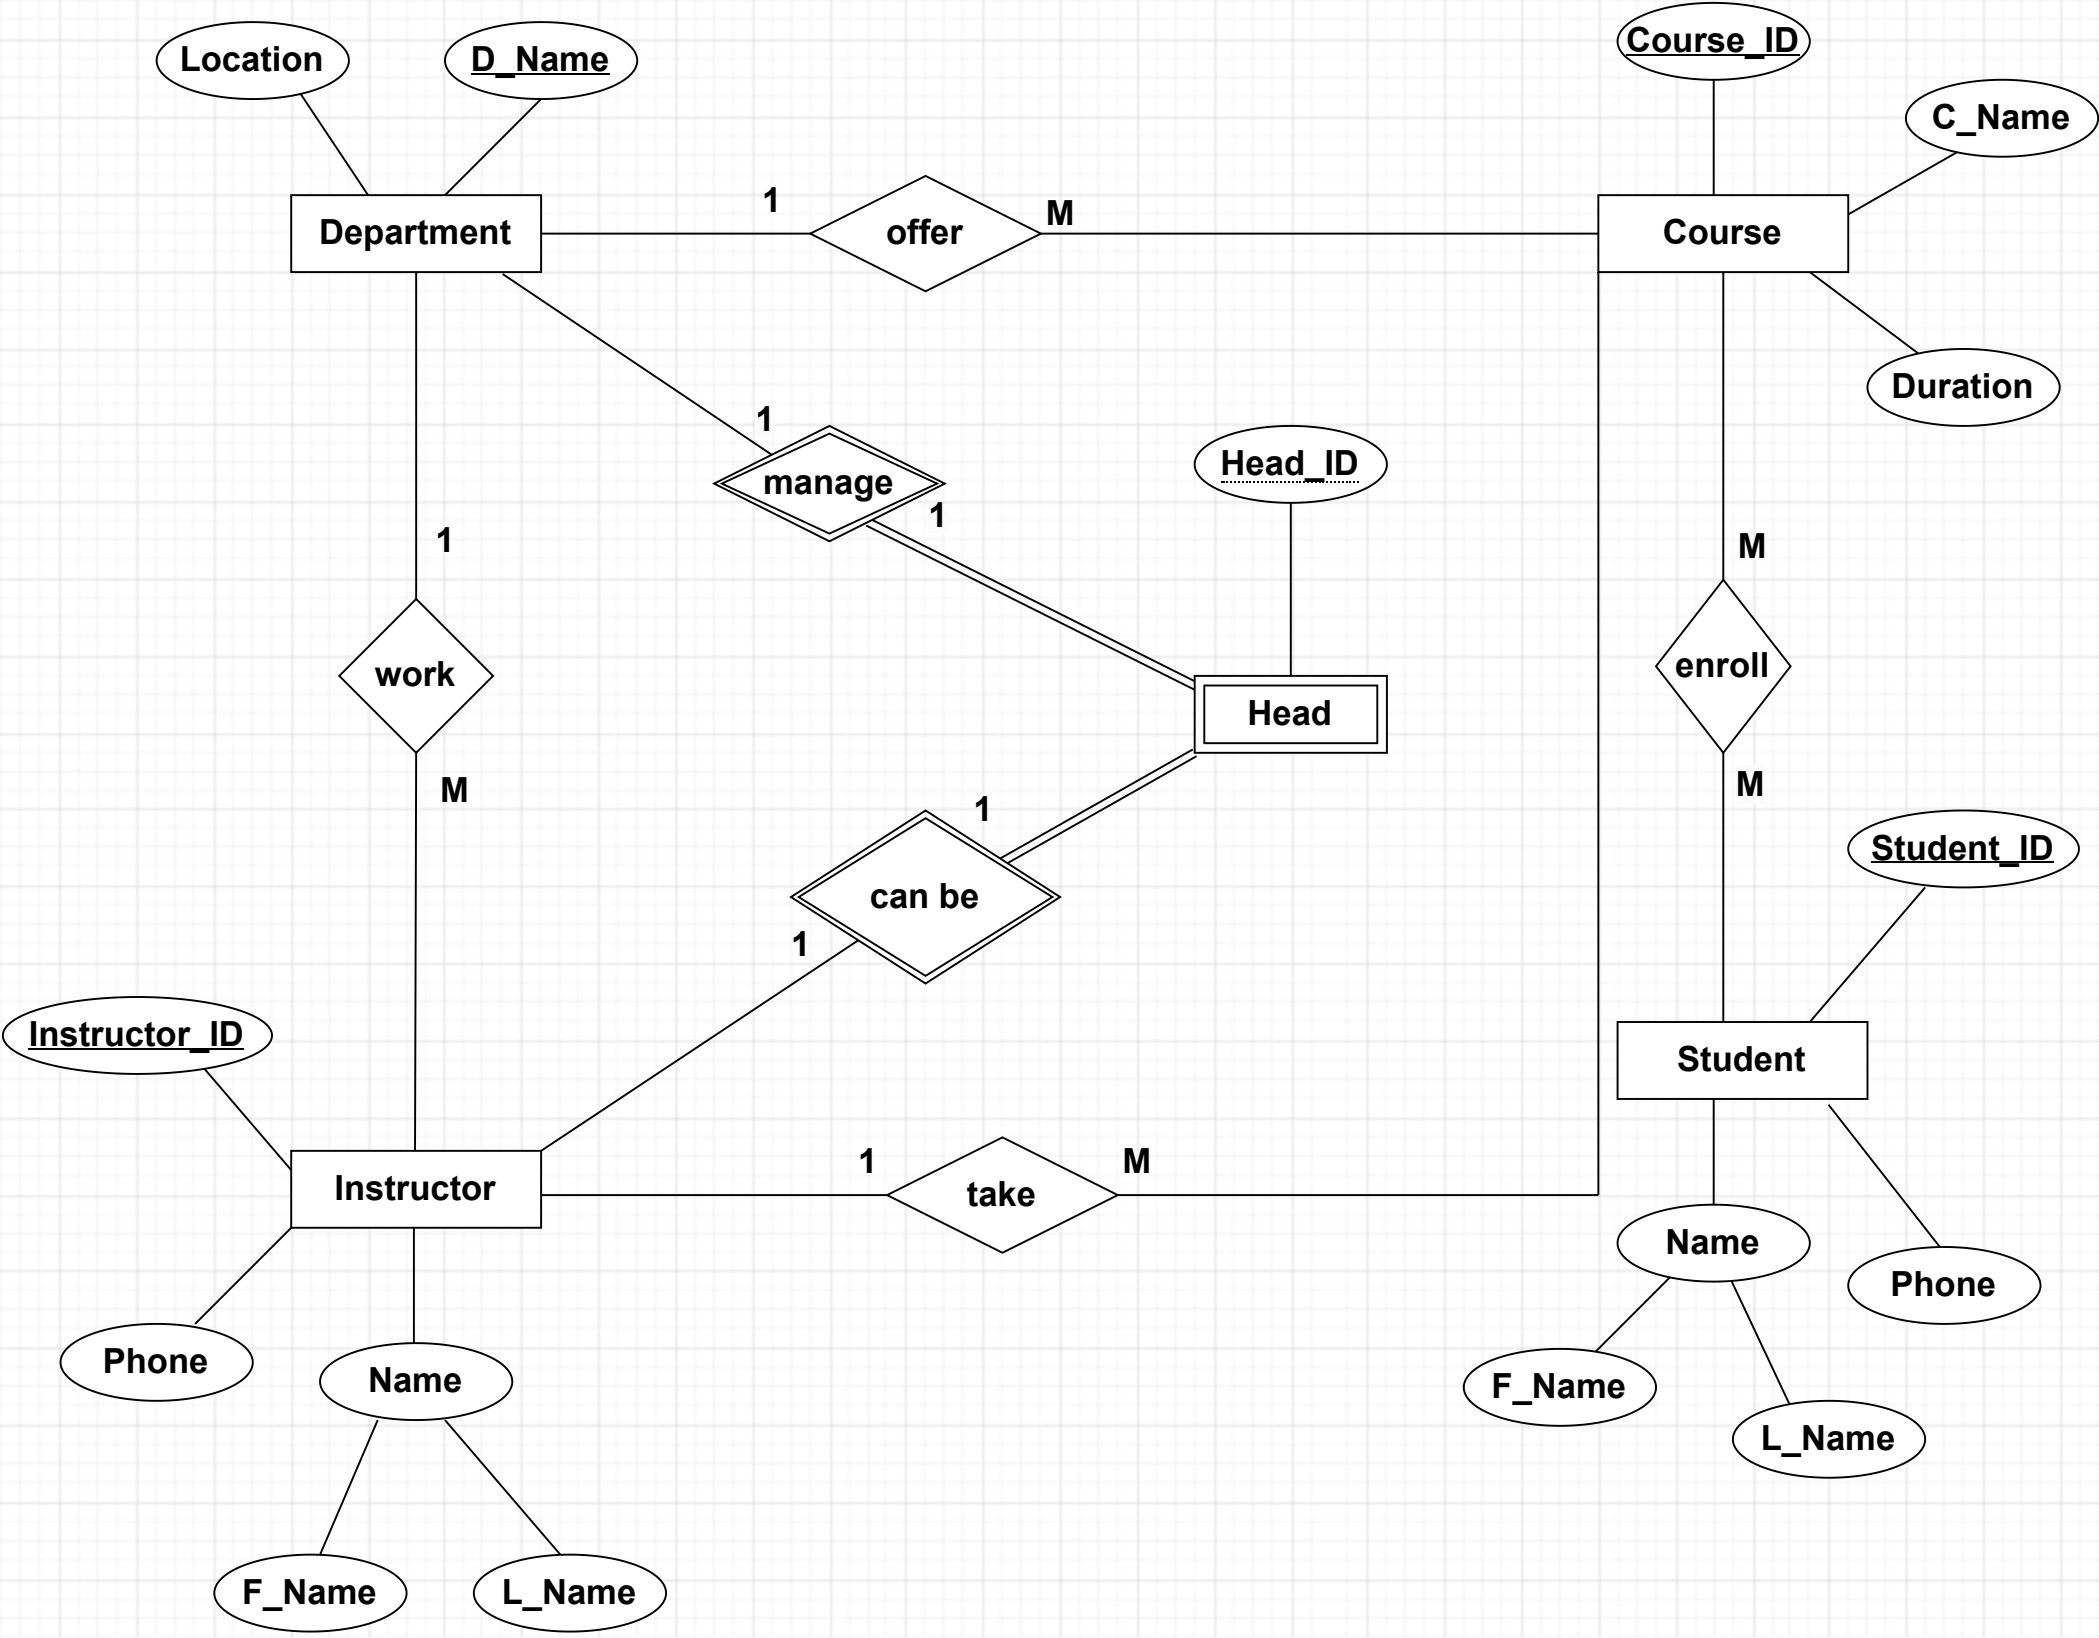 Course_ID
Location
D_Name
C_Name
1
M
Department
offer
Course
Duration
1
Head_ID
manage
1
1
M
enroll
work
Head
M
M
1
Student_ID
can be
1
Instructor_ID
Student
1
M
Instructor
take
Name
Phone
Phone
Name
F_Name
L_Name
F_Name
L_Name